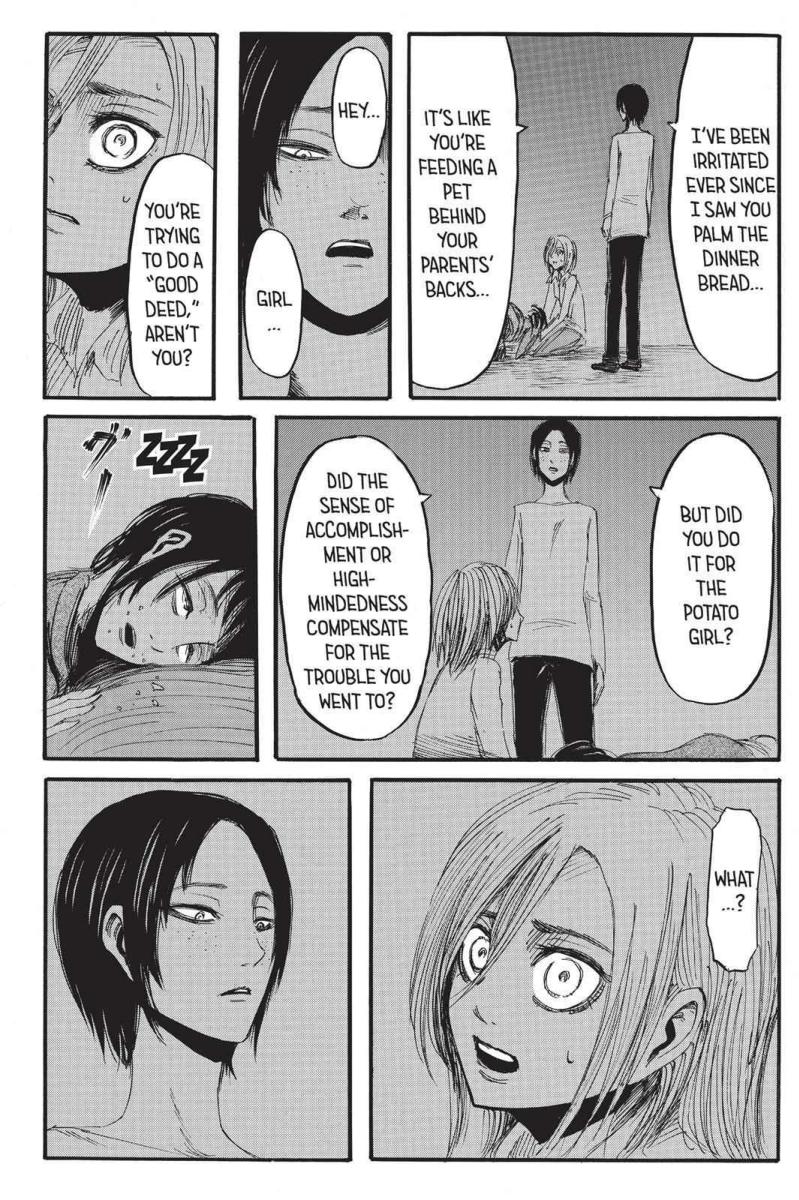 I'VE BEEN
IRRITATED
EVER SINCE
I SAW YOU
PALM THE
DINNER
BREAD...
IT'S LIKE
YOU'RE
FEEDING A
PET
BEHIND
YOUR
PARENTS'
BACKS...
HEY...
GIRL
...
YOU'RE
TRYING
TO DO A
"GOOD
DEED,"
AREN'T
YOU?
BUT DID
YOU DO
IT FOR
THE
POTATO
GIRL?
DID THE
SENSE OF
ACCOMPLISH-
MENT OR
HIGH-
MINDEDNESS
COMPENSATE
FOR THE
TROUBLE YOU
WENT TO?
グー
ZZZZ
WHAT
...?